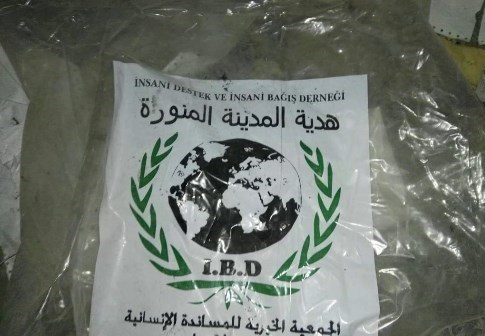 İNSANİ DESTEK VE İNSANİ BAĞIŞ DERNEĞİ
هدية المدينة المنورة
I.B.D
الجمعية الخيرية للمساندة الإنسانية